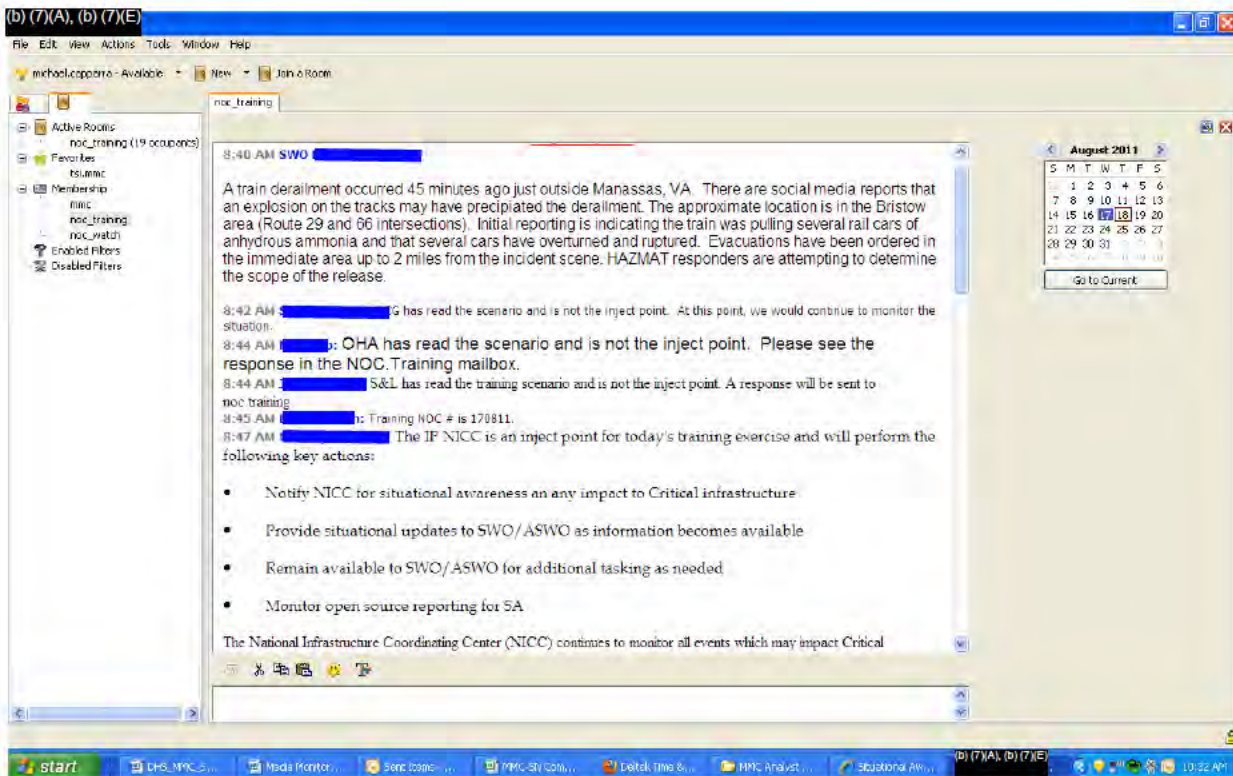 (b) (7)(A), (b) (7)(E)
File Edit View Actions Tools Window Help
michael.capparra - Available New Join a Room
noc_training
Active Rooms
noc_training (19 occupants)
Favorites
tsi.mmc
Membership
mmc
noc_training
noc_watch
Enabled Filters
Disabled Filters
8:40 AM SWO
A train derailment occurred 45 minutes ago just outside Manassas, VA. There are social media reports that
an explosion on the tracks may have precipitated the derailment. The approximate location is in the Bristow
area (Route 29 and 66 intersections). Initial reporting is indicating the train was pulling several rail cars of
anhydrous ammonia and that several cars have overturned and ruptured. Evacuations have been ordered in
the immediate area up to 2 miles from the incident scene. HAZMAT responders are attempting to determine
the scope of the release.
8:42 AM G has read the scenario and is not the inject point. At this point, we would continue to monitor the
situation.
8:44 AM OHA has read the scenario and is not the inject point. Please see the
response in the NOC.Training mailbox.
8:44 AM S&L has read the training scenario and is not the inject point. A response will be sent to
noc training
8:45 AM Training NOC # is 170811.
8:47 AM The IP NICC is an inject point for today's training exercise and will perform the
following key actions:
• Notify NICC for situational awareness an any impact to Critical infrastructure
• Provide situational updates to SWO/ASWO as information becomes available
• Remain available to SWO/ASWO for additional tasking as needed
• Monitor open source reporting for SA
The National Infrastructure Coordinating Center (NICC) continues to monitor all events which may impact Critical
August 2011
S M T W T F S
1 2 3 4 5 6
7 8 9 10 11 12 13
14 15 16 17 18 19 20
21 22 23 24 25 26 27
28 29 30 31
Go to Current
start DHS_MMC_S... Media Monitor... Sent Items - ... MMC-SN Com... Deltek Time &... MMC Analyst ... Situational Aw... (b) (7)(A), (b) (7)(E) 10:32 AM